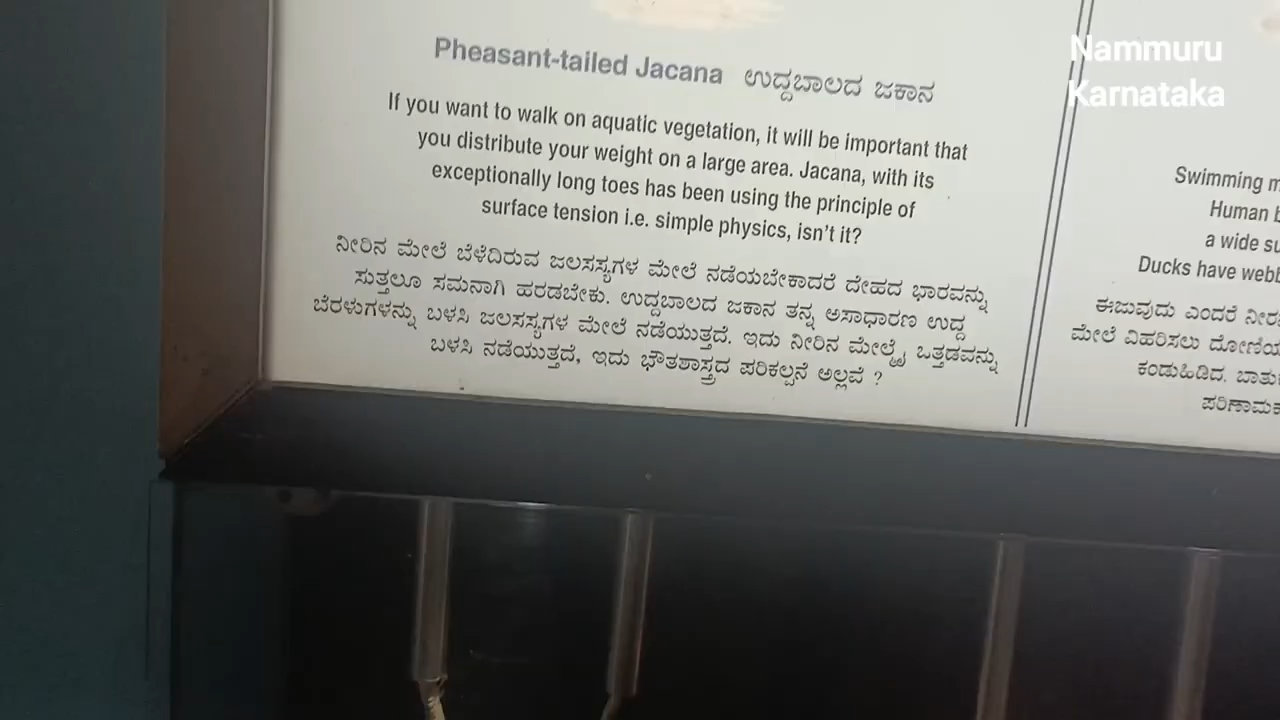 Nammuru
Karnataka
Pheasant-tailed Jacana ಉದ್ದಬಾಲದ ಜಕಾನ
If you want to walk on aquatic vegetation, it will be important that
you distribute your weight on a large area. Jacana, with its
exceptionally long toes has been using the principle of
surface tension i.e. simple physics, isn't it?
ನೀರಿನ ಮೇಲೆ ಬೆಳೆದಿರುವ ಜಲಸಸ್ಯಗಳ ಮೇಲೆ ನಡೆಯಬೇಕಾದರೆ ದೇಹದ ಭಾರವನ್ನು
ಸುತ್ತಲೂ ಸಮನಾಗಿ ಹರಡಬೇಕು. ಉದ್ದಬಾಲದ ಜಕಾನ ತನ್ನ ಅಸಾಧಾರಣ ಉದ್ದ
ಬೆರಳುಗಳನ್ನು ಬಳಸಿ ಜಲಸಸ್ಯಗಳ ಮೇಲೆ ನಡೆಯುತ್ತದೆ. ಇದು ನೀರಿನ ಮೇಲ್ಮೈ ಒತ್ತಡವನ್ನು
ಬಳಸಿ ನಡೆಯುತ್ತದೆ, ಇದು ಭೌತಶಾಸ್ತ್ರದ ಪರಿಕಲ್ಪನೆ ಅಲ್ಲವೆ ?
Swimming
Human
a wide
Ducks have
ಈಜುವುದು ಎಂದರೆ
ಮೇಲೆ ವಿಹರಿಸಲು
ಕಂಡುಹಿಡಿದ.